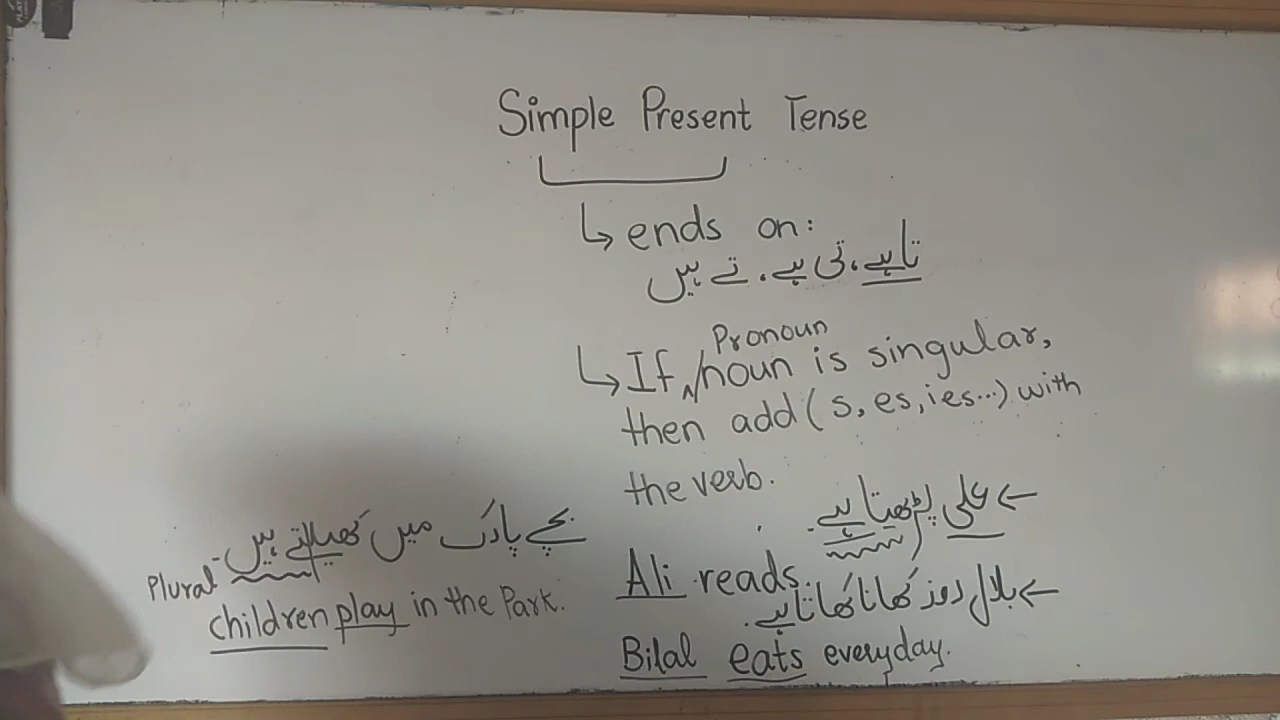 Simple Present Tense
↳ ends on:
تا ہے، تی ہے، تے ہیں
Pronoun
↳ If /noun is singular,
then add (s, es, ies...) with
the verb.
← علی پڑھتا ہے۔
Ali reads.
← بلال روز کھانا کھاتا ہے۔
Bilal eats everyday.
بچے پارک میں کھیلتے ہیں۔
Plural
children play in the Park.